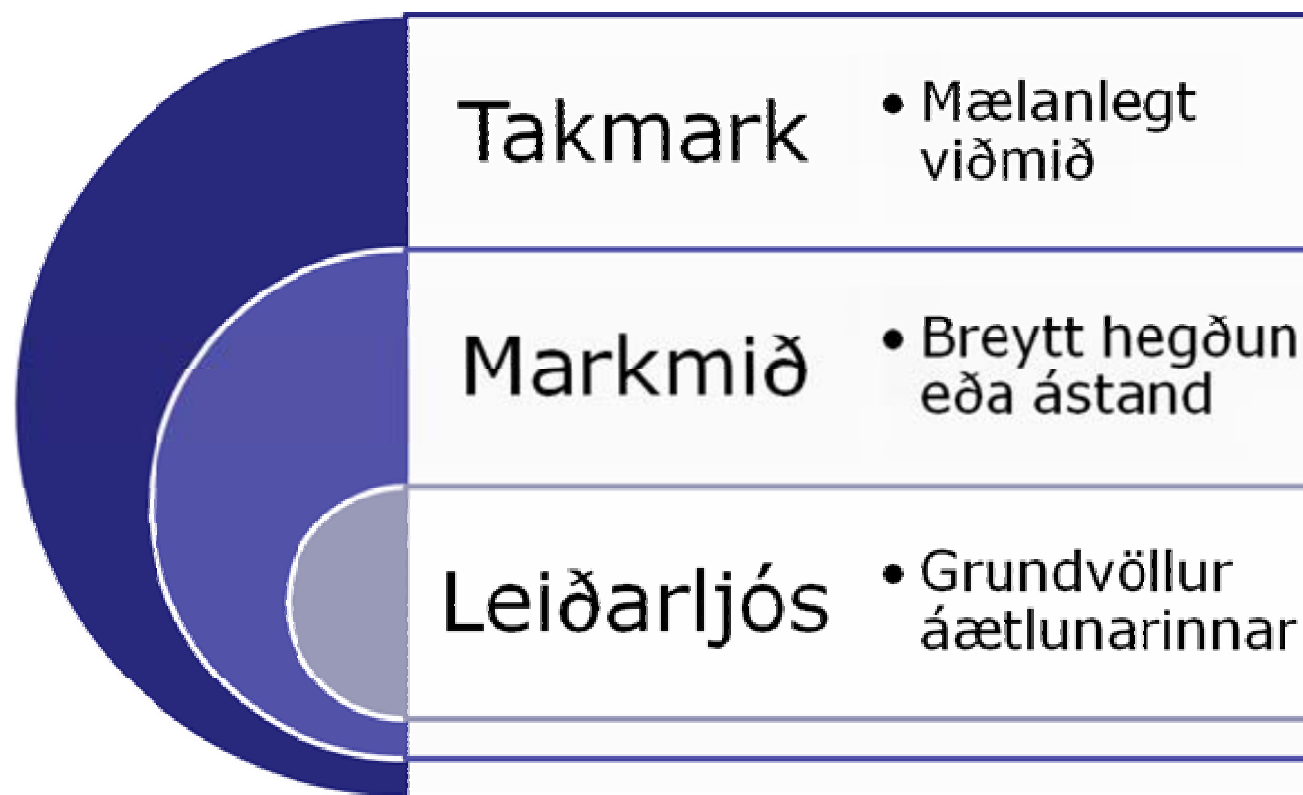 Takmark
• Mælanlegt
viðmið
Markmið
• Breytt hegðun
eða ástand
Leiðarljós
• Grundvöllur
áætlunarinnar